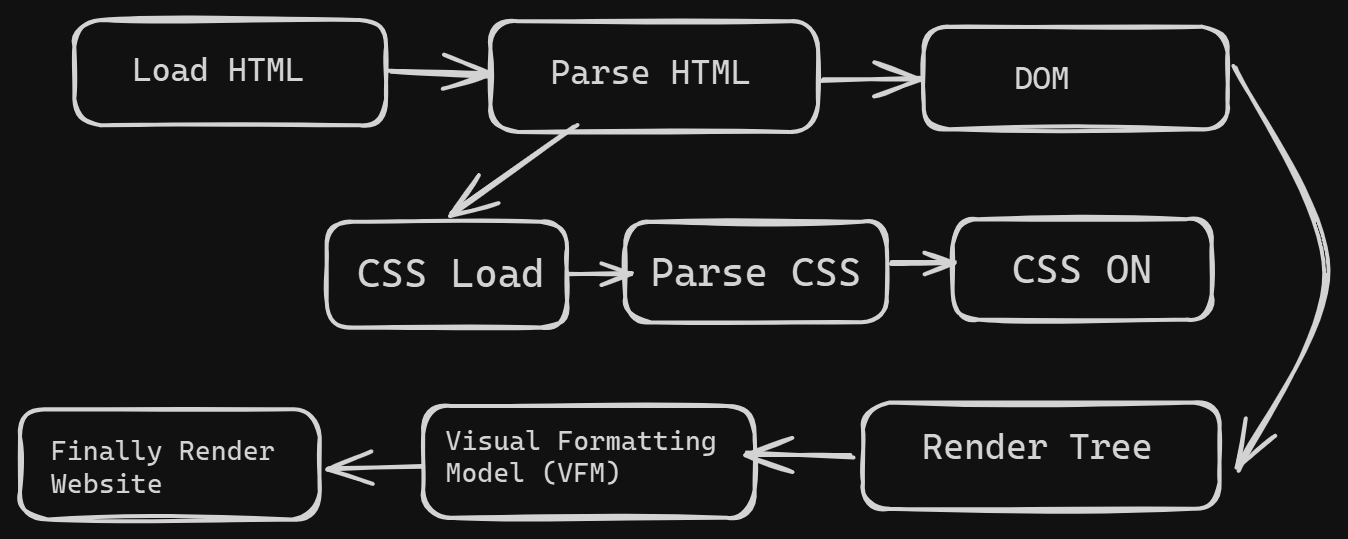 Load HTML
Parse HTML
DOM
CSS Load
Parse CSS
CSS ON
Finally Render
Website
Visual Formatting
Model (VFM)
Render Tree